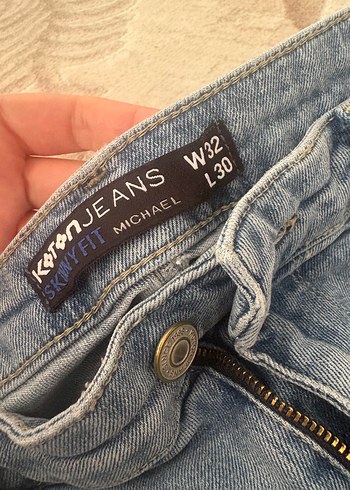 KOTON JEANS
SKINNY FIT
MICHAEL
W32
L30